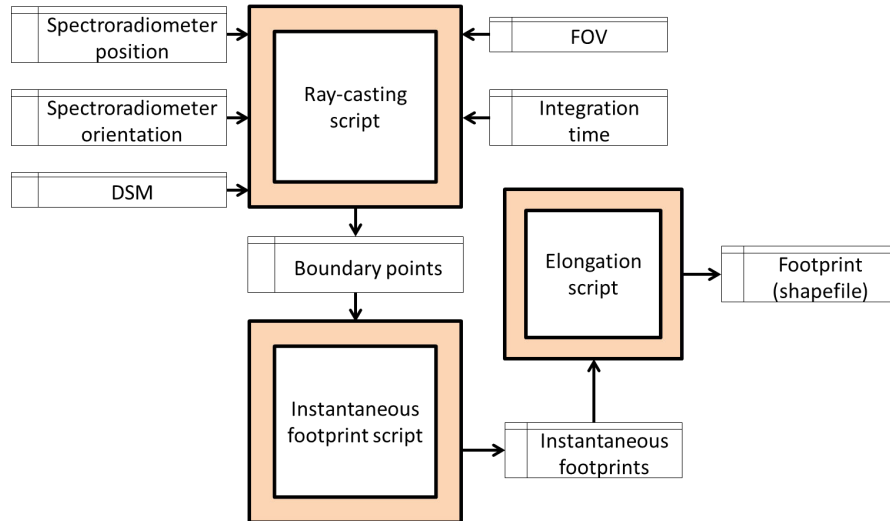 Spectroradiometer
position
FOV
Ray-casting
script
Spectroradiometer
orientation
Integration
time
DSM
Boundary points
Elongation
script
Footprint
(shapefile)
Instantaneous
footprint script
Instantaneous
footprints